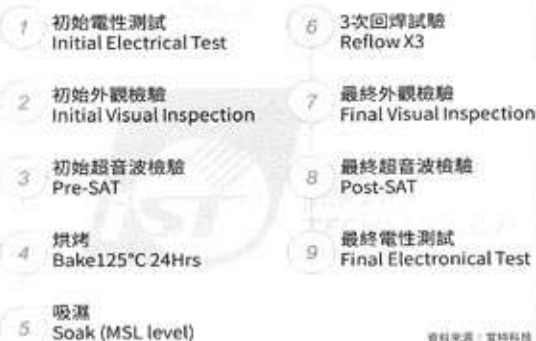 1
初始電性測試
Initial Electrical Test
2
初始外觀檢驗
Initial Visual Inspection
3
初始超音波檢驗
Pre-SAT
4
烘烤
Bake125°C 24Hrs
5
吸濕
Soak (MSL level)
6
3次回焊試驗
Reflow X3
7
最終外觀檢驗
Final Visual Inspection
8
最終超音波檢驗
Post-SAT
9
最終電性測試
Final Electronical Test
資料來源：宜特科技
iST